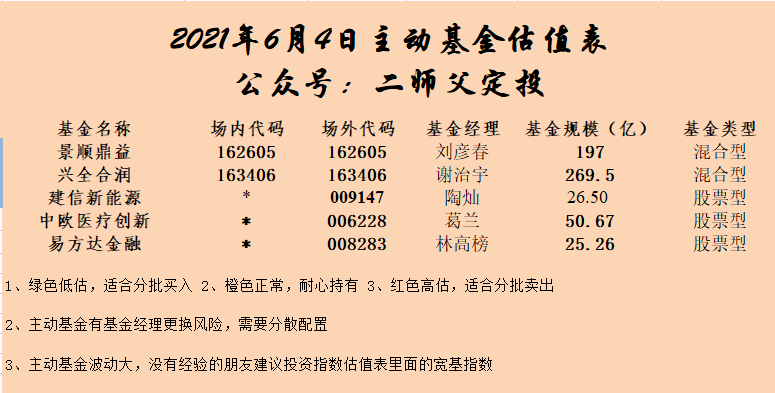 2021年6月4日主动基金估值表
公众号：二师父定投
基金名称 场内代码 场外代码 基金经理 基金规模（亿） 基金类型
景顺鼎益 162605 162605 刘彦春 197 混合型
兴全合润 163406 163406 谢治宇 269.5 混合型
建信新能源 * 009147 陶灿 26.50 股票型
中欧医疗创新 * 006228 葛兰 50.67 股票型
易方达金融 * 008283 林高榜 25.26 股票型
1、绿色低估，适合分批买入 2、橙色正常，耐心持有 3、红色高估，适合分批卖出
2、主动基金有基金经理更换风险，需要分散配置
3、主动基金波动大，没有经验的朋友建议投资指数估值表里面的宽基指数